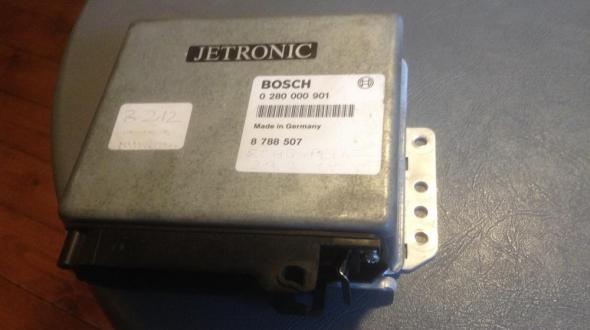 JETRONIC
BOSCH
0 280 000 901
Made in Germany
8 788 507
R 212